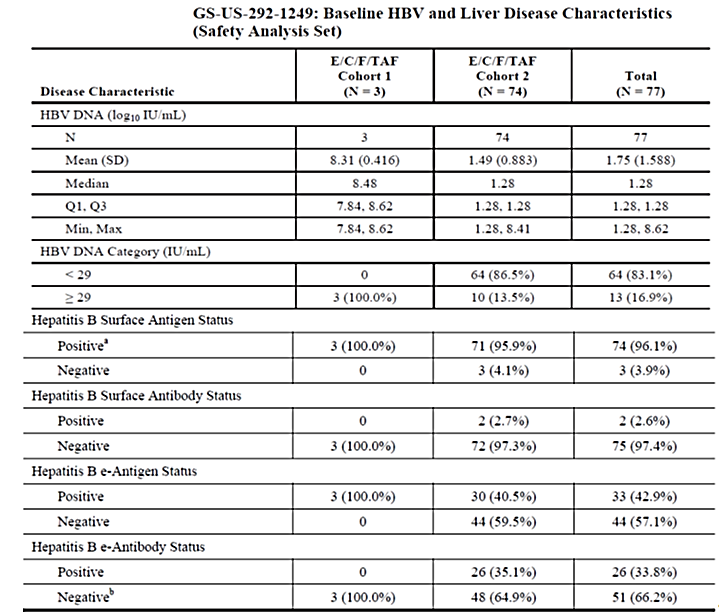 GS-US-292-1249: Baseline HBV and Liver Disease Characteristics
(Safety Analysis Set)
Disease Characteristic E/C/F/TAF Cohort 1 (N = 3) E/C/F/TAF Cohort 2 (N = 74) Total (N = 77)
HBV DNA (log10 IU/mL)
N 3 74 77
Mean (SD) 8.31 (0.416) 1.49 (0.883) 1.75 (1.588)
Median 8.48 1.28 1.28
Q1, Q3 7.84, 8.62 1.28, 1.28 1.28, 1.28
Min, Max 7.84, 8.62 1.28, 8.41 1.28, 8.62
HBV DNA Category (IU/mL)
< 29 0 64 (86.5%) 64 (83.1%)
≥ 29 3 (100.0%) 10 (13.5%) 13 (16.9%)
Hepatitis B Surface Antigen Status
Positiveᵃ 3 (100.0%) 71 (95.9%) 74 (96.1%)
Negative 0 3 (4.1%) 3 (3.9%)
Hepatitis B Surface Antibody Status
Positive 0 2 (2.7%) 2 (2.6%)
Negative 3 (100.0%) 72 (97.3%) 75 (97.4%)
Hepatitis B e-Antigen Status
Positive 3 (100.0%) 30 (40.5%) 33 (42.9%)
Negative 0 44 (59.5%) 44 (57.1%)
Hepatitis B e-Antibody Status
Positive 0 26 (35.1%) 26 (33.8%)
Negativeᵇ 3 (100.0%) 48 (64.9%) 51 (66.2%)